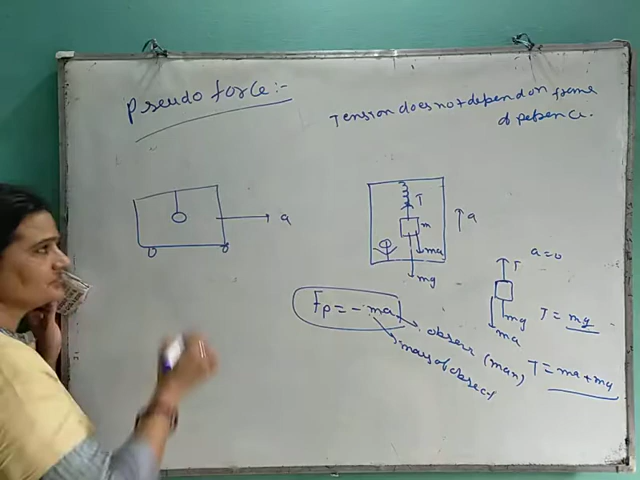 Pseudo force:-
Tension does not depend on frame
of refrence.
a
T
m
a
ma
mg
T
a=0
mg
ma
T = mg
Fp = -ma
observer (man)
mass of object
T = ma + mg